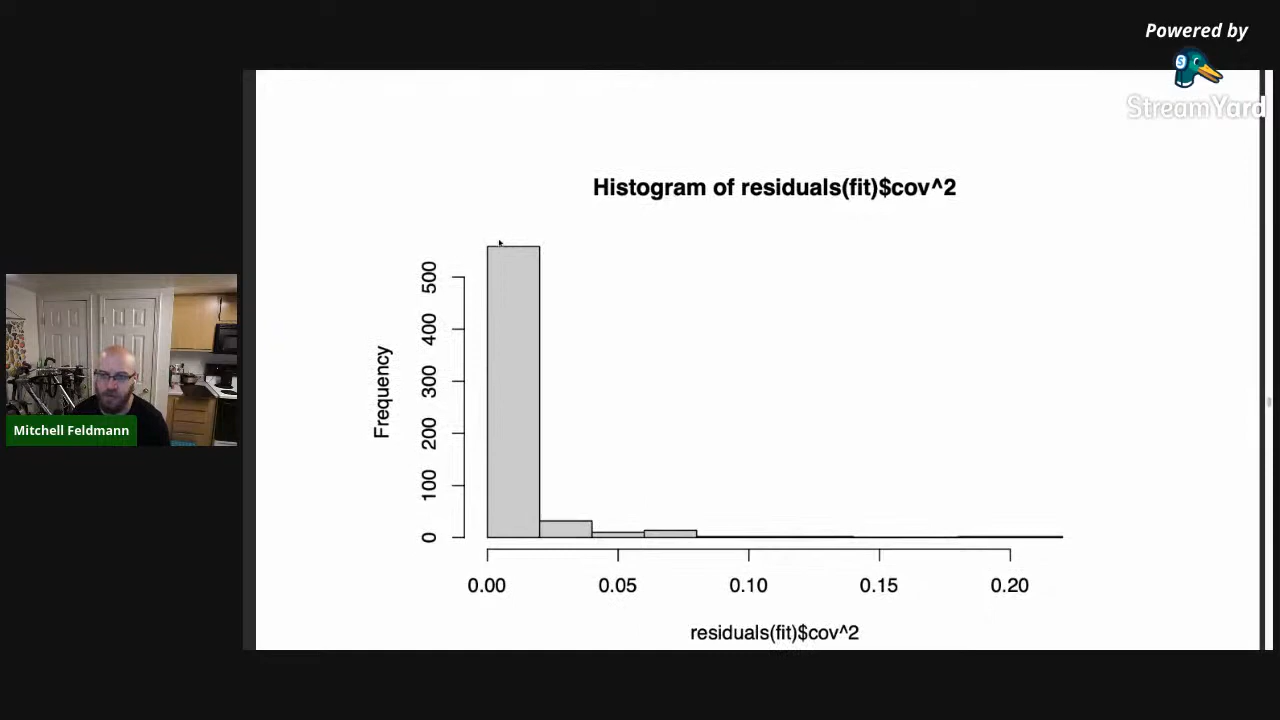 Powered by
S
StreamYard
Histogram of residuals(fit)$cov^2
Frequency
500
400
300
200
100
0
0.00 0.05 0.10 0.15 0.20
residuals(fit)$cov^2
Mitchell Feldmann